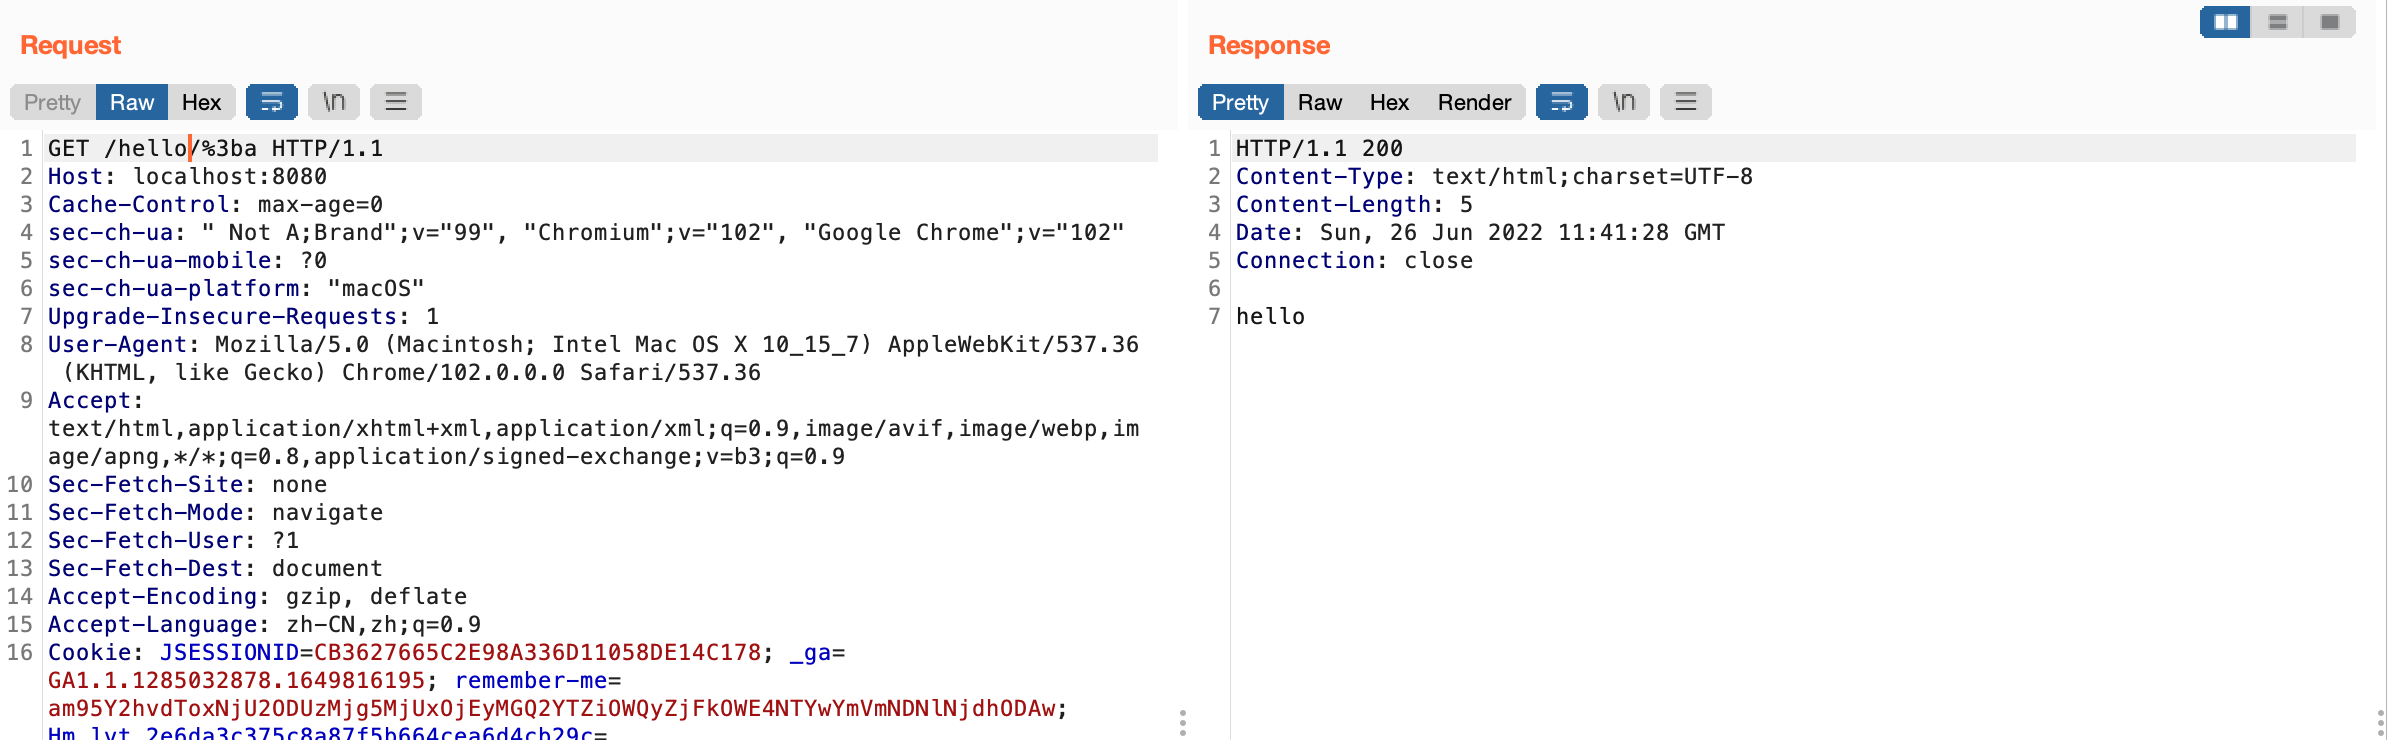 Request
Pretty Raw Hex \n
1 GET /hello/%3ba HTTP/1.1
2 Host: localhost:8080
3 Cache-Control: max-age=0
4 sec-ch-ua: " Not A;Brand";v="99", "Chromium";v="102", "Google Chrome";v="102"
5 sec-ch-ua-mobile: ?0
6 sec-ch-ua-platform: "macOS"
7 Upgrade-Insecure-Requests: 1
8 User-Agent: Mozilla/5.0 (Macintosh; Intel Mac OS X 10_15_7) AppleWebKit/537.36
(KHTML, like Gecko) Chrome/102.0.0.0 Safari/537.36
9 Accept:
text/html,application/xhtml+xml,application/xml;q=0.9,image/avif,image/webp,im
age/apng,*/*;q=0.8,application/signed-exchange;v=b3;q=0.9
10 Sec-Fetch-Site: none
11 Sec-Fetch-Mode: navigate
12 Sec-Fetch-User: ?1
13 Sec-Fetch-Dest: document
14 Accept-Encoding: gzip, deflate
15 Accept-Language: zh-CN,zh;q=0.9
16 Cookie: JSESSIONID=CB3627665C2E98A336D11058DE14C178; _ga=
GA1.1.1285032878.1649816195; remember-me=
am95Y2hvdToxNjU2ODUzMjg5MjUxOjEyMGQ2YTZiOWQyZjFkOWE4NTYwYmVmNDNlNjdhODAw;
Hm_lvt_2e6da3c375c8a87f5b664cea6d4cb29c=
Response
Pretty Raw Hex Render \n
1 HTTP/1.1 200
2 Content-Type: text/html;charset=UTF-8
3 Content-Length: 5
4 Date: Sun, 26 Jun 2022 11:41:28 GMT
5 Connection: close
6
7 hello